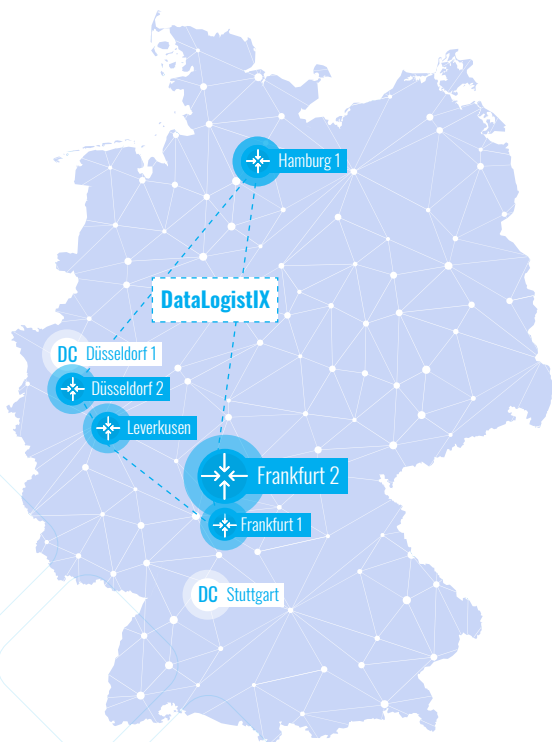 Hamburg 1
DataLogistIX
DC Düsseldorf 1
Düsseldorf 2
Leverkusen
Frankfurt 2
Frankfurt 1
DC Stuttgart